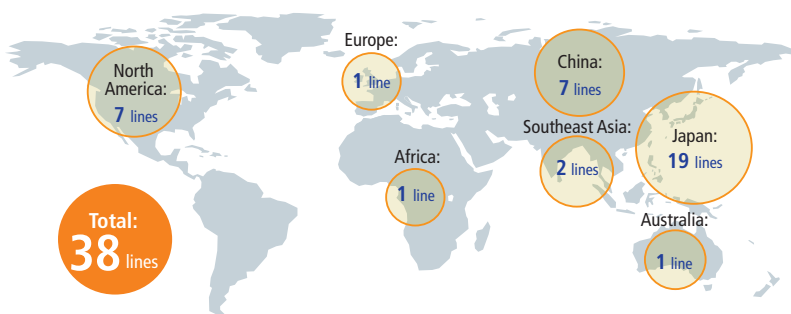 North
America:
7 lines
Europe:
1 line
China:
7 lines
Southeast Asia:
2 lines
Japan:
19 lines
Africa:
1 line
Australia:
1 line
Total:
38 lines